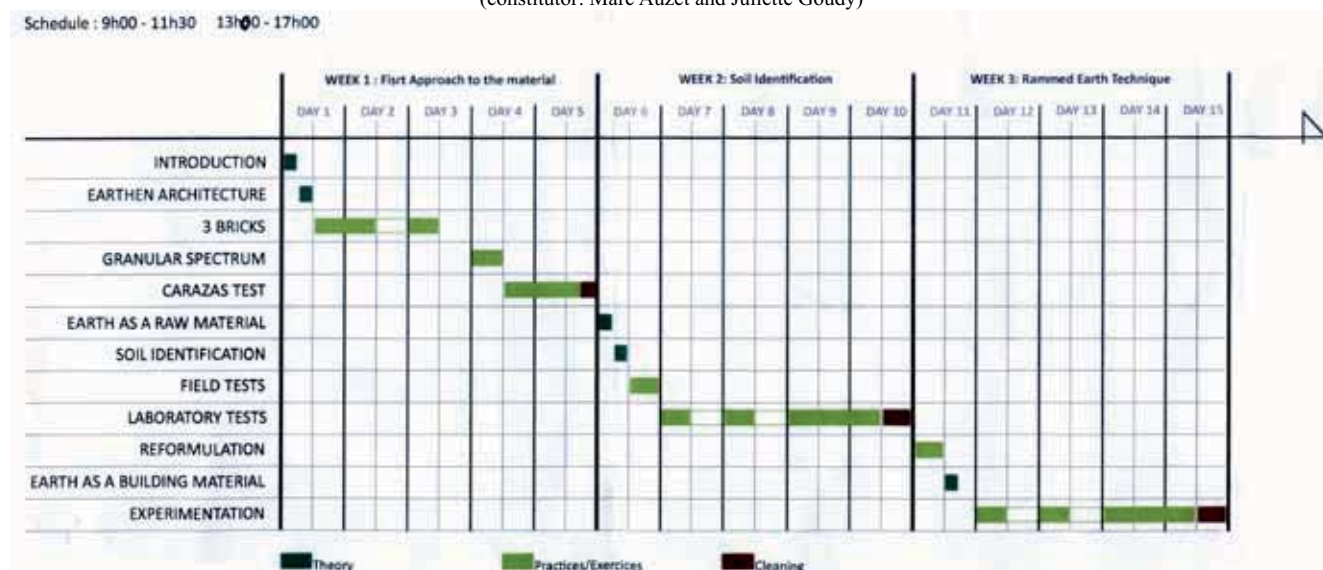 (constitutor: Marc Auzet and Juliette Goudy)
Schedule : 9h00 - 11h30 13h00 - 17h00
WEEK 1 : Fisrt Approach to the material WEEK 2: Soil Identification WEEK 3: Rammed Earth Technique
DAY 1 DAY 2 DAY 3 DAY 4 DAY 5 DAY 6 DAY 7 DAY 8 DAY 9 DAY 10 DAY 11 DAY 12 DAY 13 DAY 14 DAY 15
INTRODUCTION
EARTHEN ARCHITECTURE
3 BRICKS
GRANULAR SPECTRUM
CARAZAS TEST
EARTH AS A RAW MATERIAL
SOIL IDENTIFICATION
FIELD TESTS
LABORATORY TESTS
REFORMULATION
EARTH AS A BUILDING MATERIAL
EXPERIMENTATION
Theory Practices/Exercices Cleaning